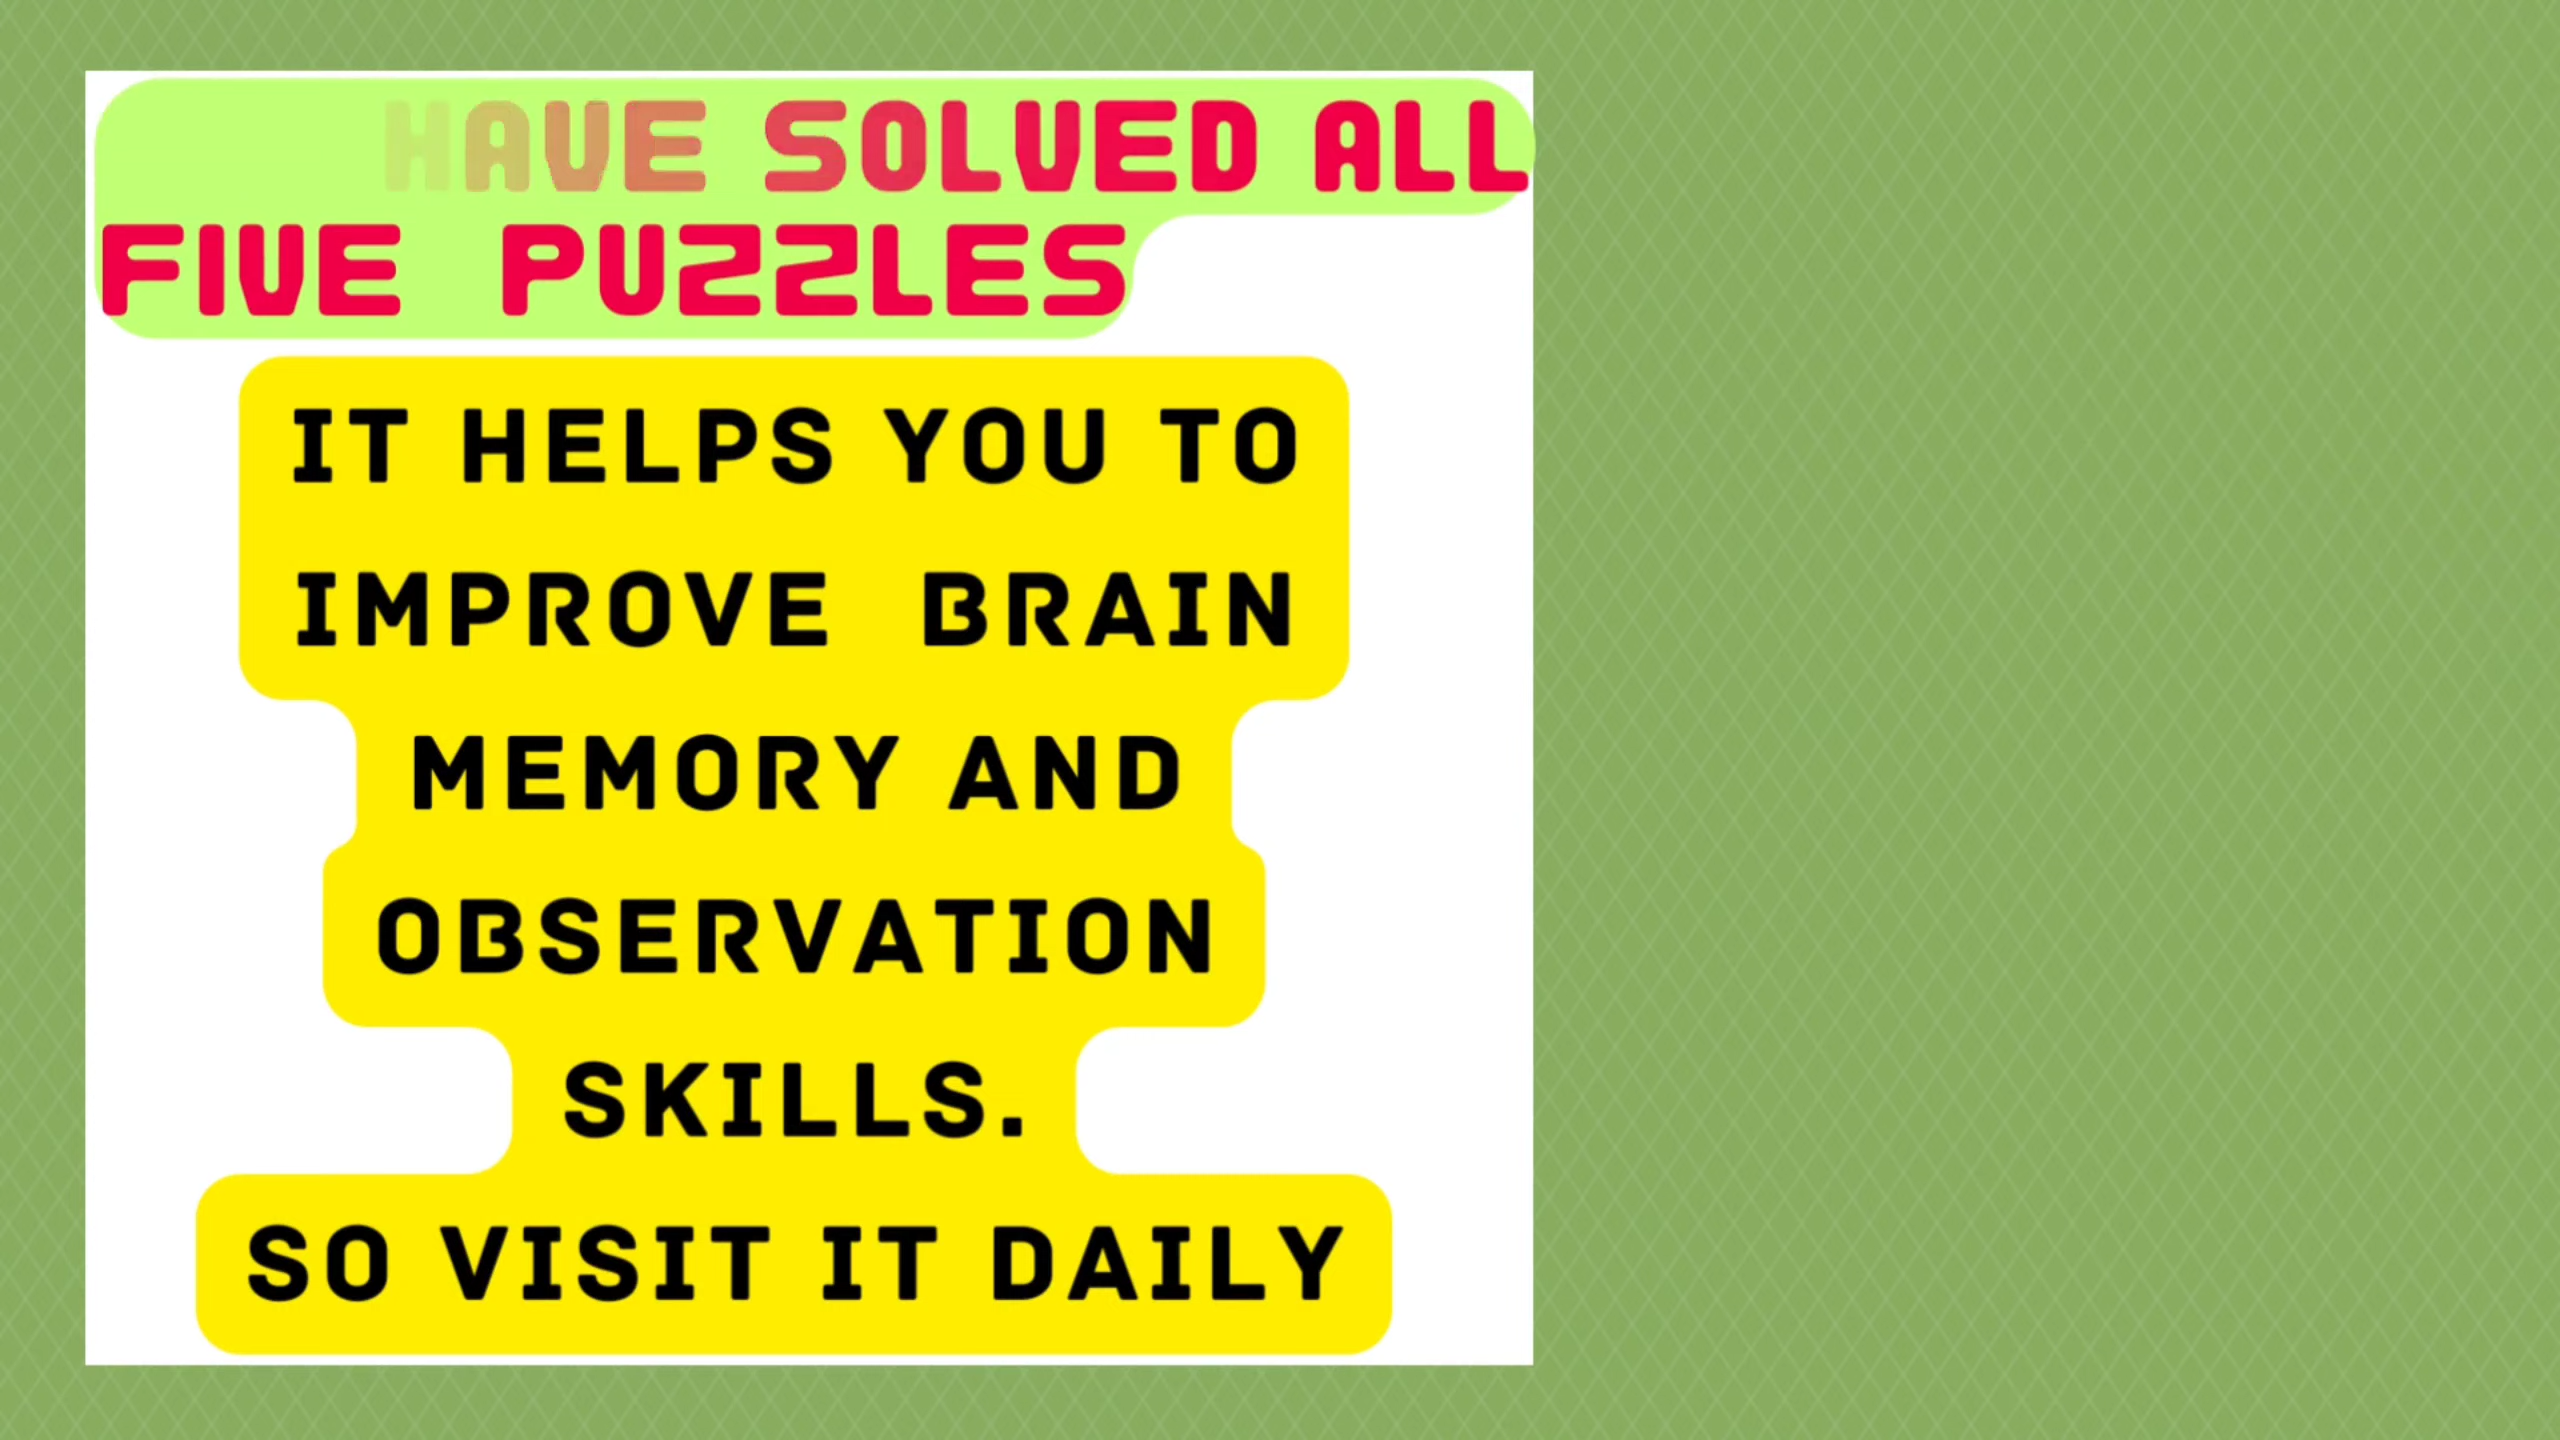 HAVE SOLVED ALL
FIVE PUZZLES
IT HELPS YOU TO
IMPROVE BRAIN
MEMORY AND
OBSERVATION
SKILLS.
SO VISIT IT DAILY